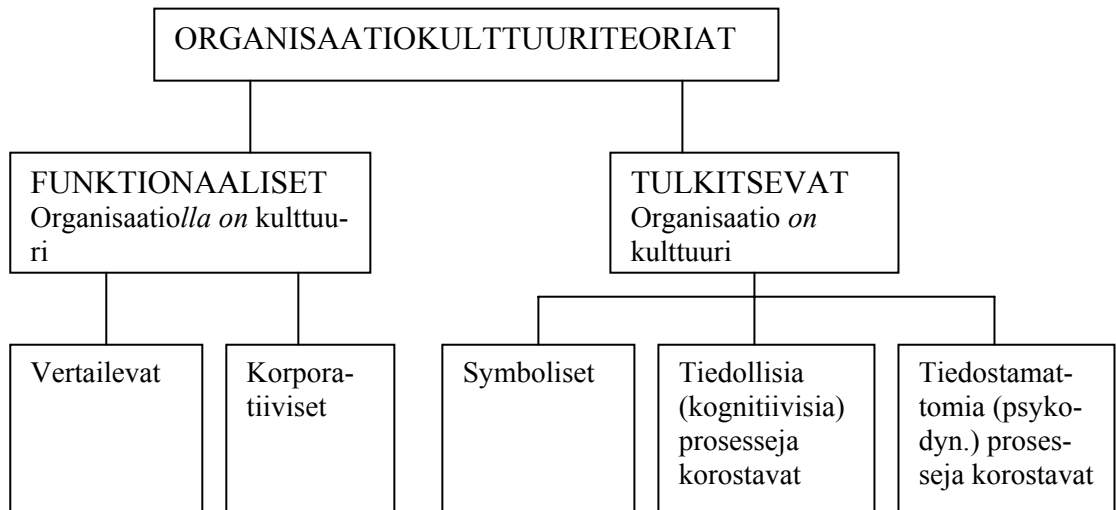 ORGANISAATIOKULTTUURITEORIAT
FUNKTIONAALISET
Organisaatiolla on kulttuu-
ri
TULKITSEVAT
Organisaatio on
kulttuuri
Vertailevat
Korpora-
tiiviset
Symboliset
Tiedollisia
(kognitiivisia)
prosesseja
korostavat
Tiedostamat-
tomia (psyko-
dyn.) proses-
seja korostavat